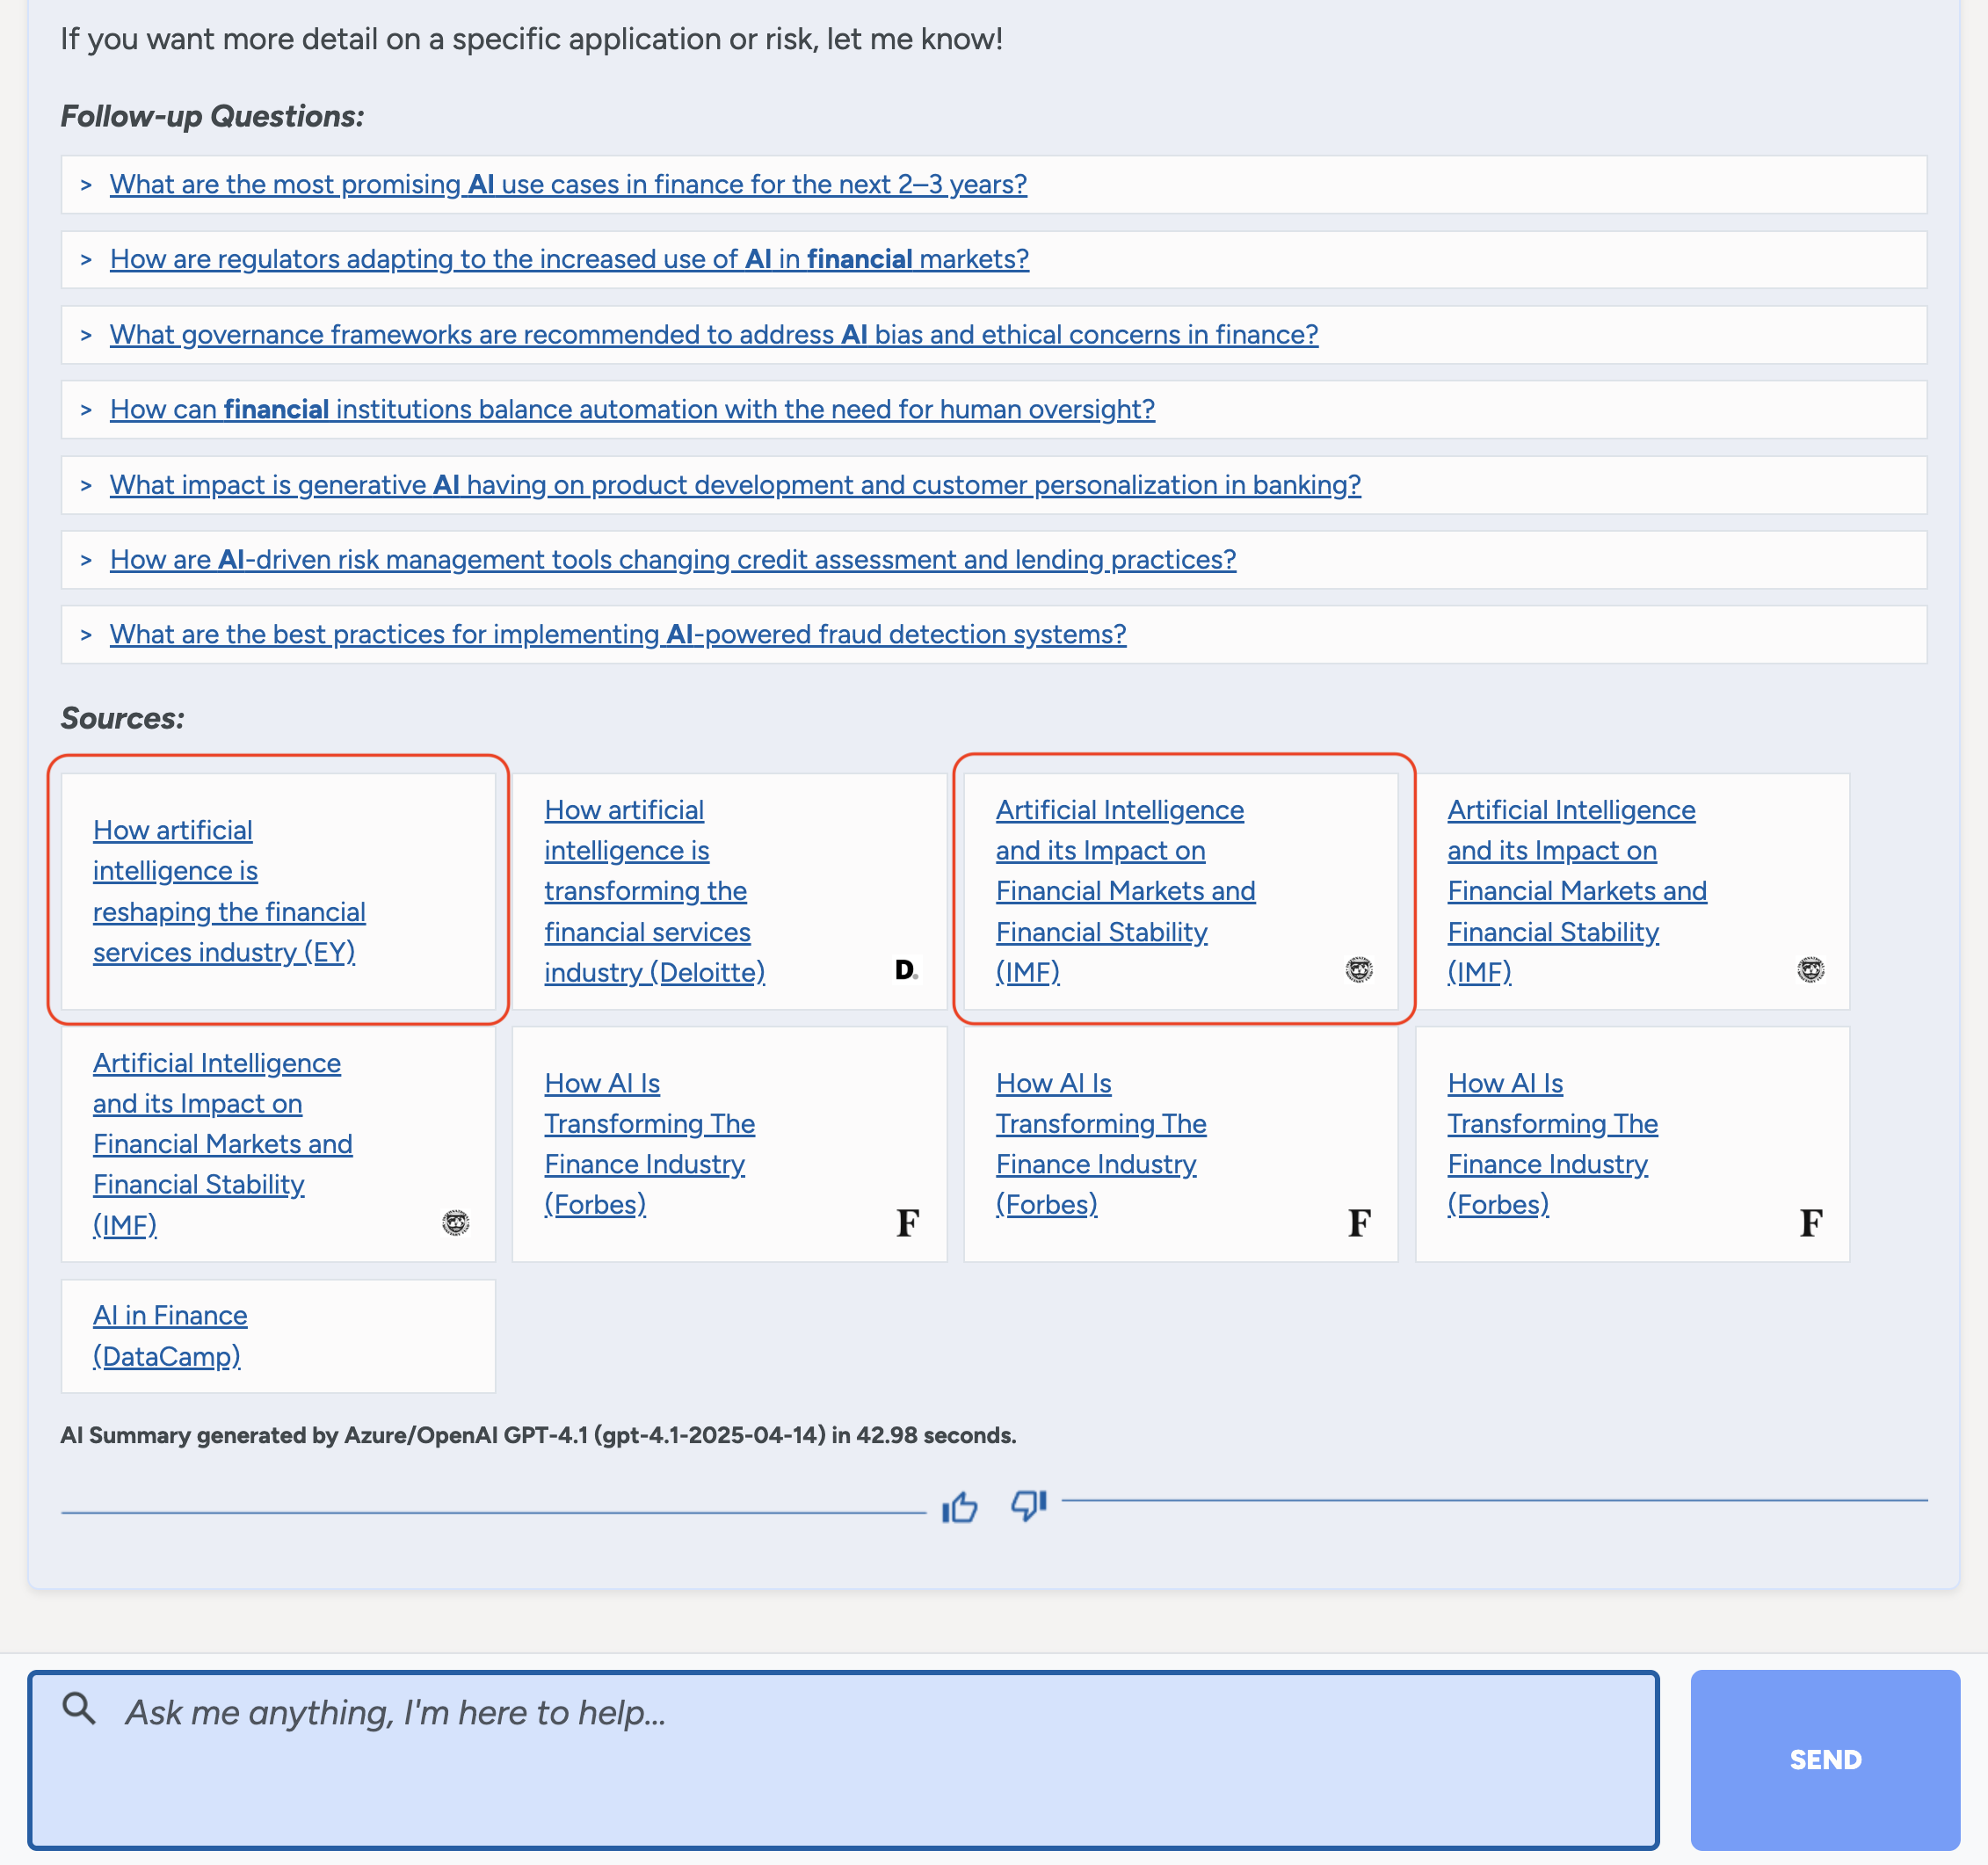 If you want more detail on a specific application or risk, let me know!
Follow-up Questions:
> What are the most promising AI use cases in finance for the next 2–3 years?
> How are regulators adapting to the increased use of AI in financial markets?
> What governance frameworks are recommended to address AI bias and ethical concerns in finance?
> How can financial institutions balance automation with the need for human oversight?
> What impact is generative AI having on product development and customer personalization in banking?
> How are AI-driven risk management tools changing credit assessment and lending practices?
> What are the best practices for implementing AI-powered fraud detection systems?
Sources:
How artificial
intelligence is
reshaping the financial
services industry (EY)
How artificial
intelligence is
transforming the
financial services
industry (Deloitte)
D.
Artificial Intelligence
and its Impact on
Financial Markets and
Financial Stability
(IMF)
Artificial Intelligence
and its Impact on
Financial Markets and
Financial Stability
(IMF)
Artificial Intelligence
and its Impact on
Financial Markets and
Financial Stability
(IMF)
How AI Is
Transforming The
Finance Industry
(Forbes)
F
How AI Is
Transforming The
Finance Industry
(Forbes)
F
How AI Is
Transforming The
Finance Industry
(Forbes)
F
AI in Finance
(DataCamp)
AI Summary generated by Azure/OpenAI GPT-4.1 (gpt-4.1-2025-04-14) in 42.98 seconds.
Ask me anything, I'm here to help...
SEND